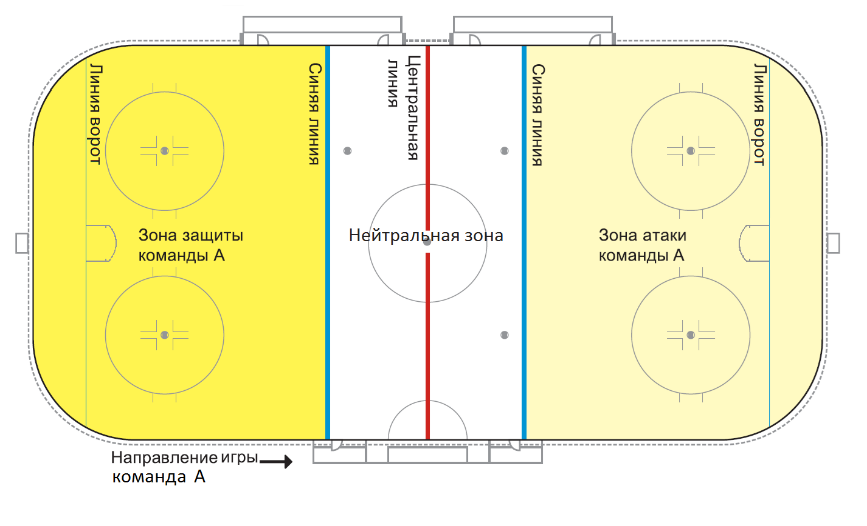 Линия ворот
Синяя линия
Центральная
линия
Синяя линия
Линия ворот
Зона защиты
команды А
Нейтральная зона
Зона атаки
команды А
Направление игры
команда А